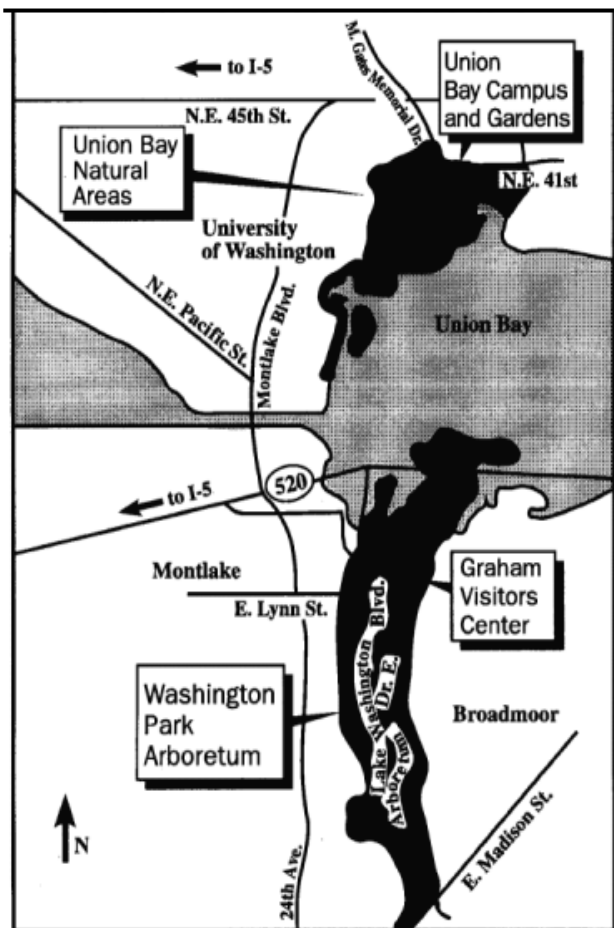 to I-5
N.E. 45th St.
M. Gates Memorial Dr.
Union
Bay Campus
and Gardens
Union Bay
Natural
Areas
N.E. 41st
University
of Washington
N.E. Pacific St.
Montlake Blvd.
Union Bay
520
to I-5
Montlake
E. Lynn St.
Graham
Visitors
Center
Lake Washington Blvd.
Arboretum Dr. E.
Washington
Park
Arboretum
Broadmoor
E. Madison St.
24th Ave.
N